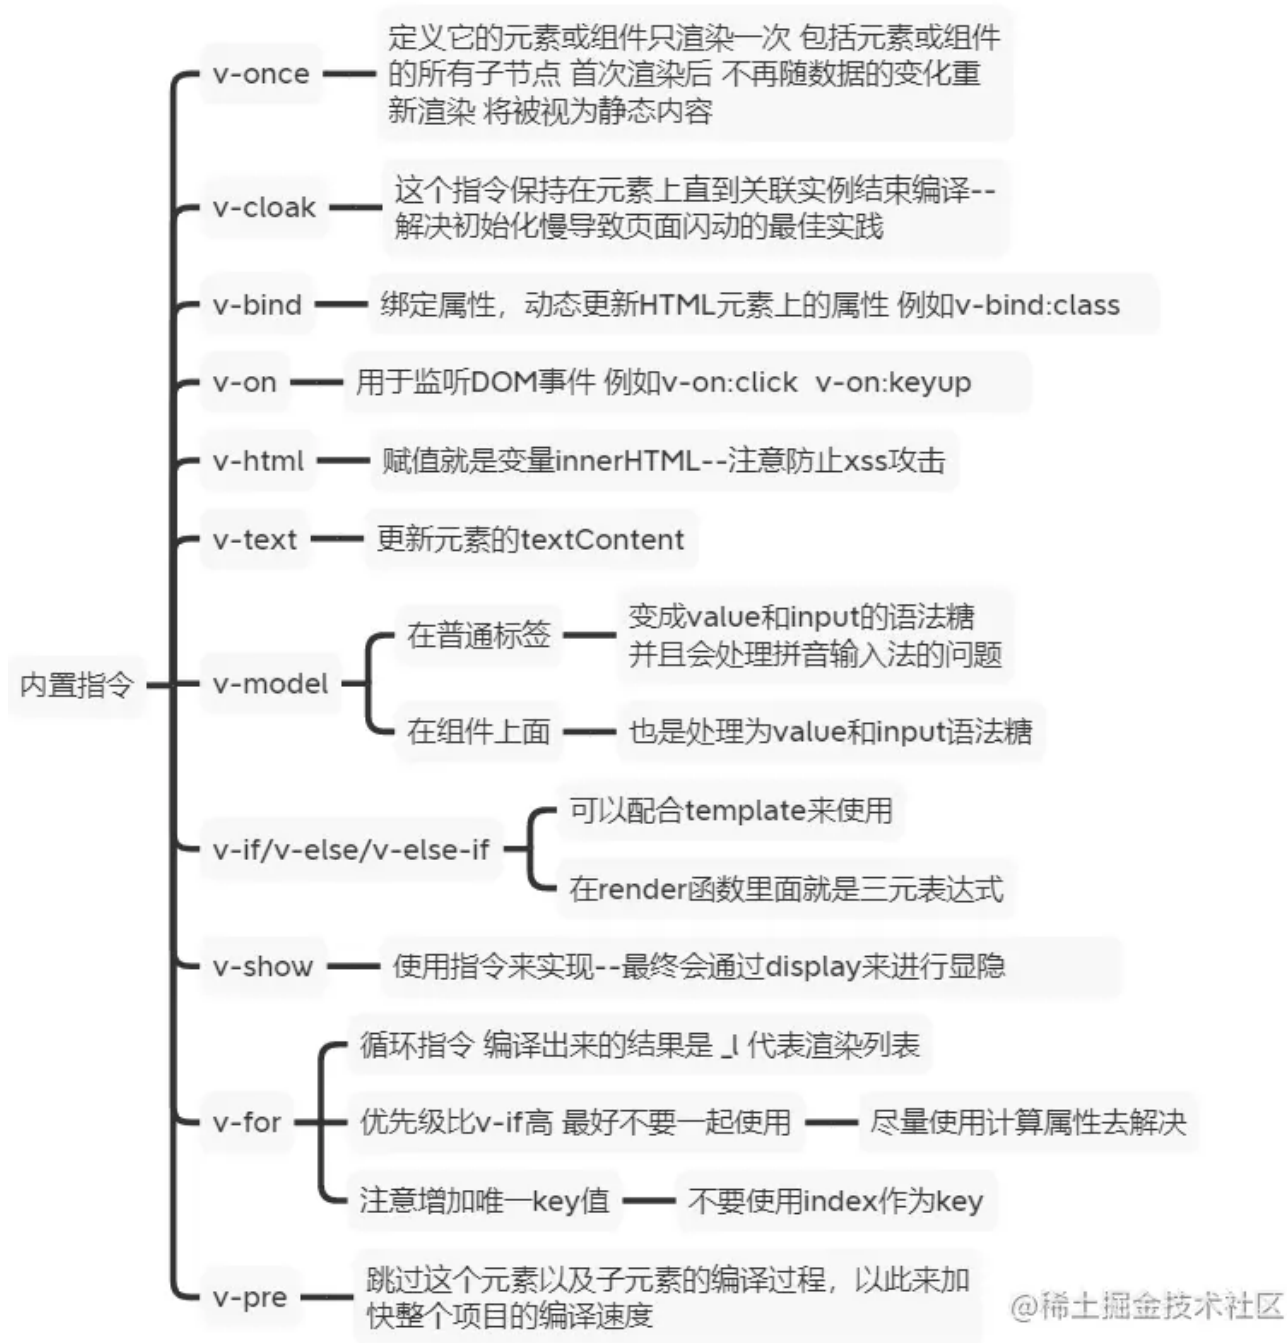 v-once
定义它的元素或组件只渲染一次 包括元素或组件
的所有子节点 首次渲染后 不再随数据的变化重
新渲染 将被视为静态内容
v-cloak
这个指令保持在元素上直到关联实例结束编译--
解决初始化慢导致页面闪动的最佳实践
v-bind
绑定属性，动态更新HTML元素上的属性 例如v-bind:class
v-on
用于监听DOM事件 例如v-on:click v-on:keyup
v-html
赋值就是变量innerHTML--注意防止xss攻击
v-text
更新元素的textContent
内置指令
v-model
在普通标签
变成value和input的语法糖
并且会处理拼音输入法的问题
在组件上面
也是处理为value和input语法糖
v-if/v-else/v-else-if
可以配合template来使用
在render函数里面就是三元表达式
v-show
使用指令来实现--最终会通过display来进行显隐
v-for
循环指令 编译出来的结果是 _l 代表渲染列表
优先级比v-if高 最好不要一起使用
尽量使用计算属性去解决
注意增加唯一key值
不要使用index作为key
v-pre
跳过这个元素以及子元素的编译过程，以此来加
快整个项目的编译速度
@稀土掘金技术社区